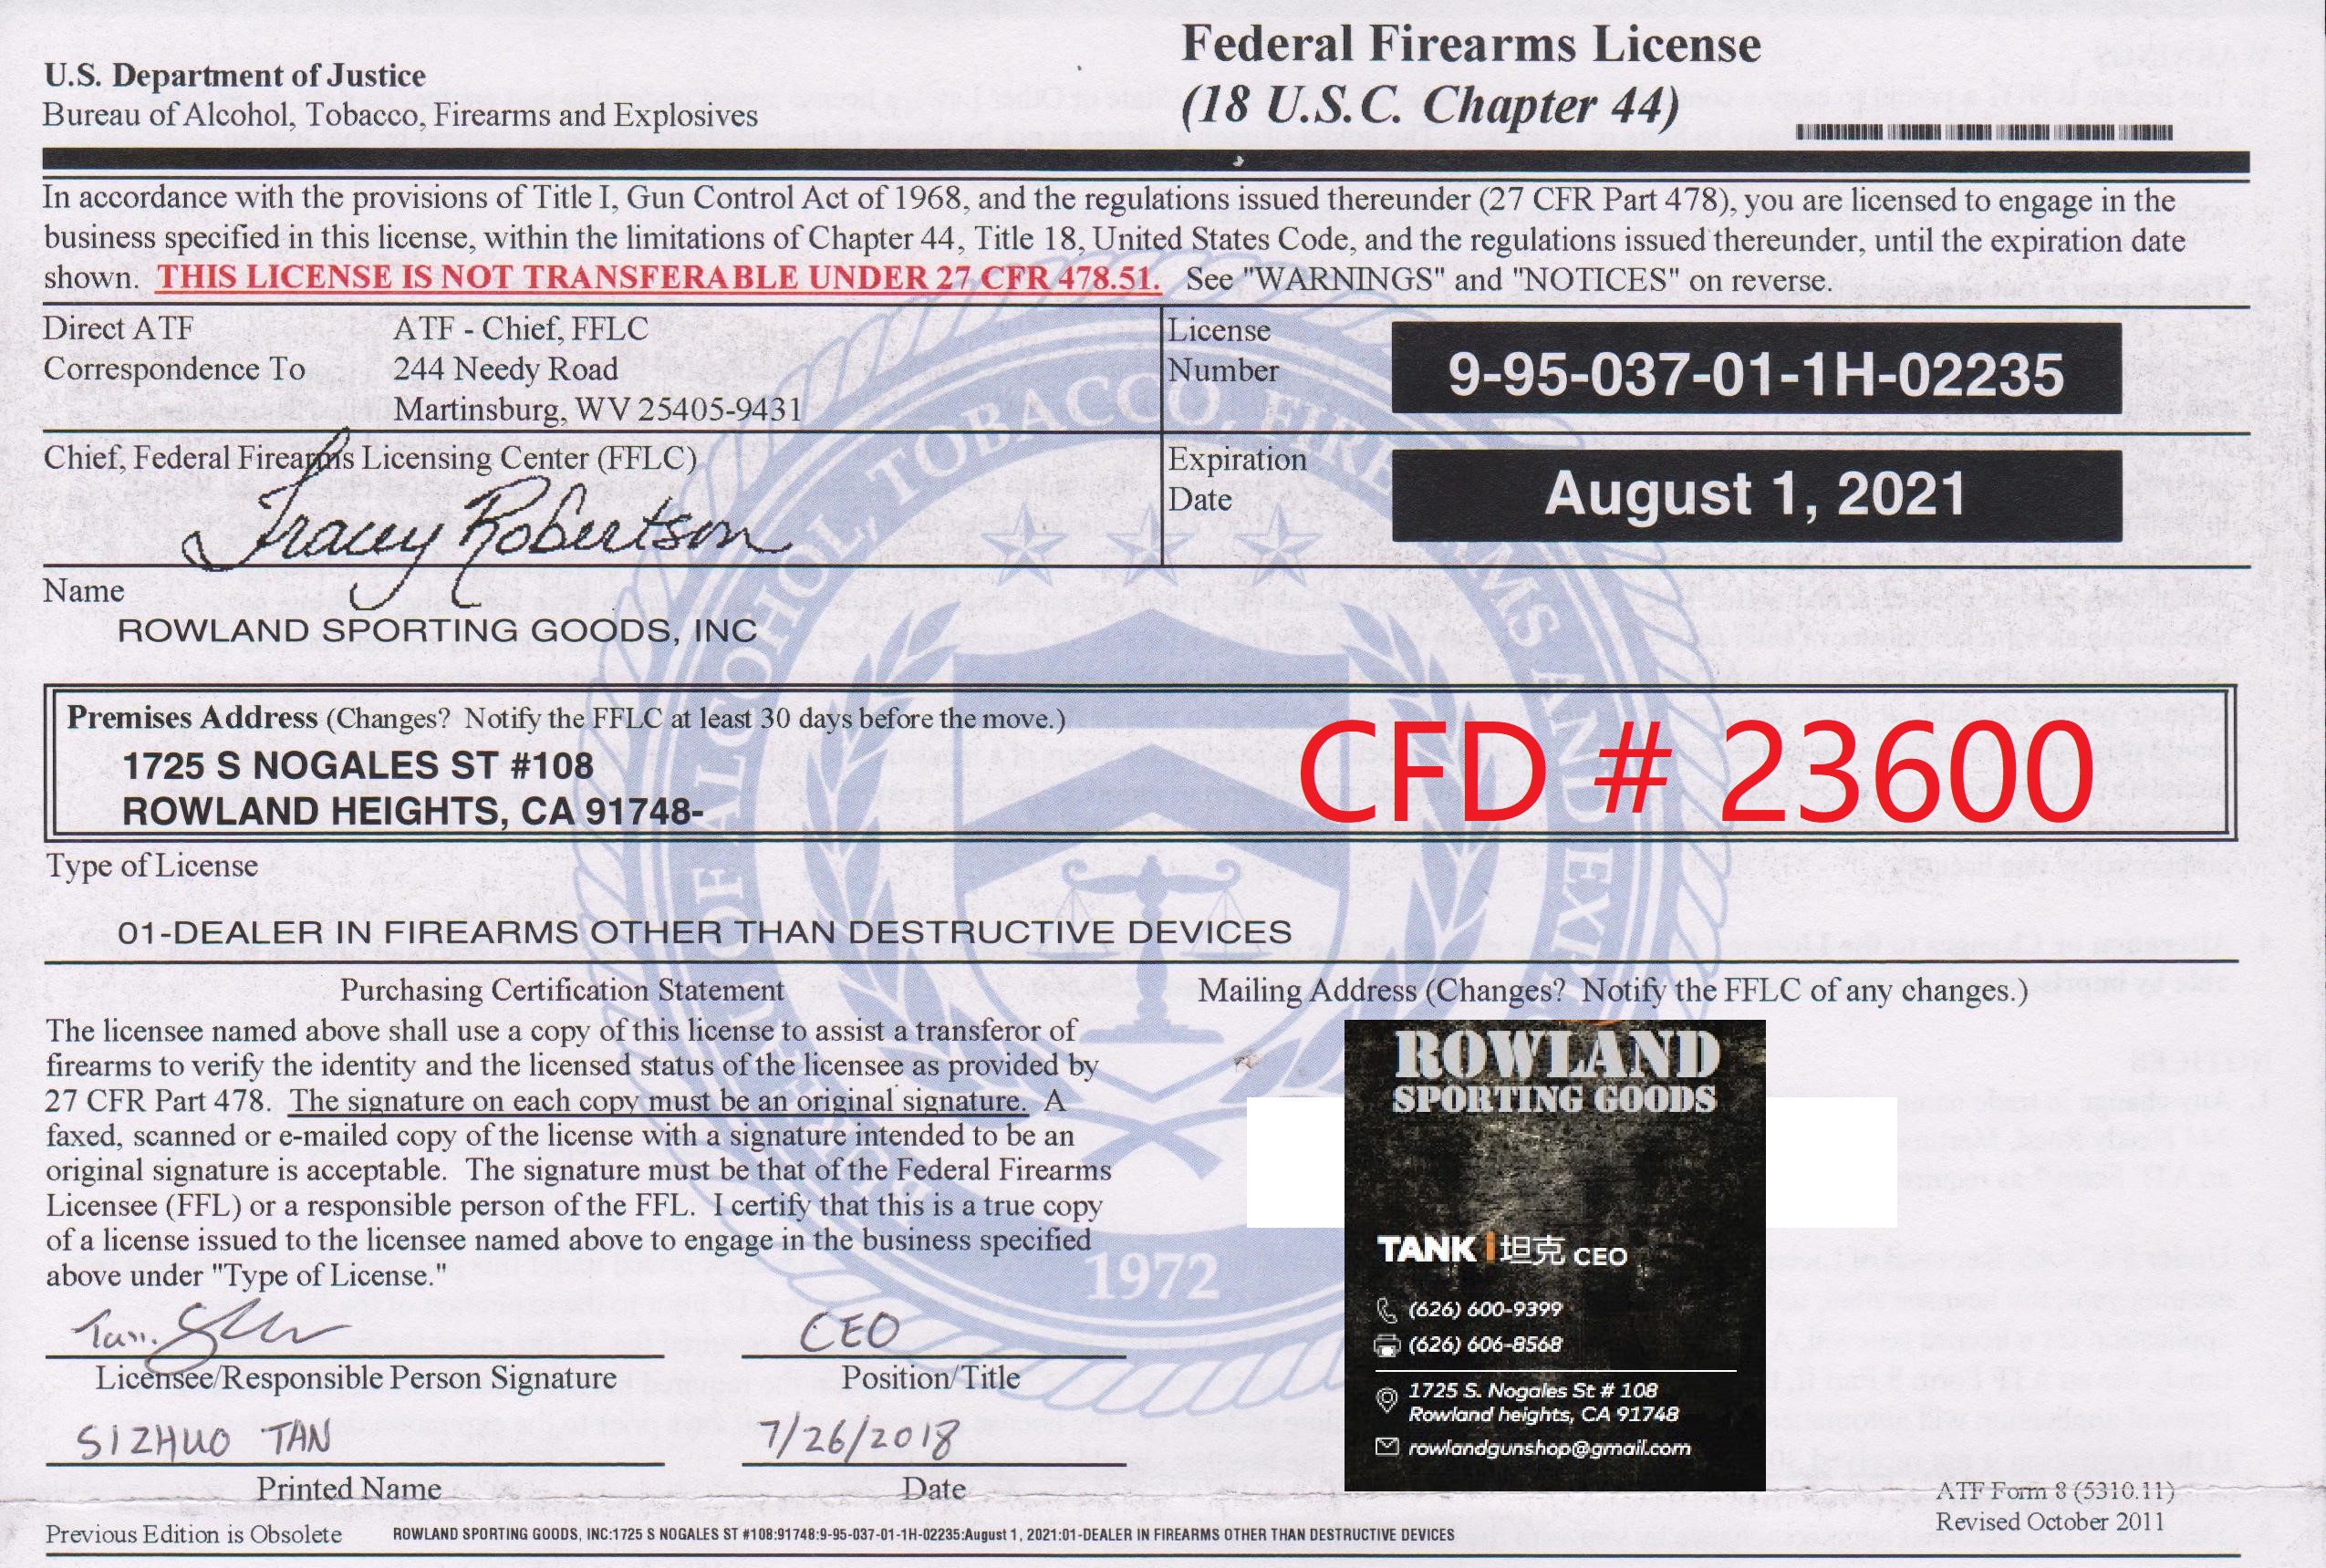 U.S. Department of Justice
Bureau of Alcohol, Tobacco, Firearms and Explosives
Federal Firearms License
(18 U.S.C. Chapter 44)
In accordance with the provisions of Title I, Gun Control Act of 1968, and the regulations issued thereunder (27 CFR Part 478), you are licensed to engage in the
business specified in this license, within the limitations of Chapter 44, Title 18, United States Code, and the regulations issued thereunder, until the expiration date
shown. THIS LICENSE IS NOT TRANSFERABLE UNDER 27 CFR 478.51. See "WARNINGS" and "NOTICES" on reverse.
Direct ATF
Correspondence To
ATF - Chief, FFLC
244 Needy Road
Martinsburg, WV 25405-9431
License
Number
9-95-037-01-1H-02235
Chief, Federal Firearms Licensing Center (FFLC)
Tracey Robertson
Expiration
Date
August 1, 2021
Name
ROWLAND SPORTING GOODS, INC
Premises Address (Changes? Notify the FFLC at least 30 days before the move.)
1725 S NOGALES ST #108
ROWLAND HEIGHTS, CA 91748-
CFD # 23600
Type of License
01-DEALER IN FIREARMS OTHER THAN DESTRUCTIVE DEVICES
Purchasing Certification Statement
The licensee named above shall use a copy of this license to assist a transferor of
firearms to verify the identity and the licensed status of the licensee as provided by
27 CFR Part 478. The signature on each copy must be an original signature. A
faxed, scanned or e-mailed copy of the license with a signature intended to be an
original signature is acceptable. The signature must be that of the Federal Firearms
Licensee (FFL) or a responsible person of the FFL. I certify that this is a true copy
of a license issued to the licensee named above to engage in the business specified
above under "Type of License."
CEO
Licensee/Responsible Person Signature
Position/Title
SIZHUO TAN
7/26/2018
Printed Name
Date
Mailing Address (Changes? Notify the FFLC of any changes.)
ROWLAND
SPORTING GOODS
TANK 坦克 CEO
(626) 600-9399
(626) 606-8568
1725 S. Nogales St # 108
Rowland heights, CA 91748
rowlandgunshop@gmail.com
1972
ATF Form 8 (5310.11)
Revised October 2011
Previous Edition is Obsolete
ROWLAND SPORTING GOODS, INC:1725 S NOGALES ST #108:91748:9-95-037-01-1H-02235:August 1, 2021:01-DEALER IN FIREARMS OTHER THAN DESTRUCTIVE DEVICES